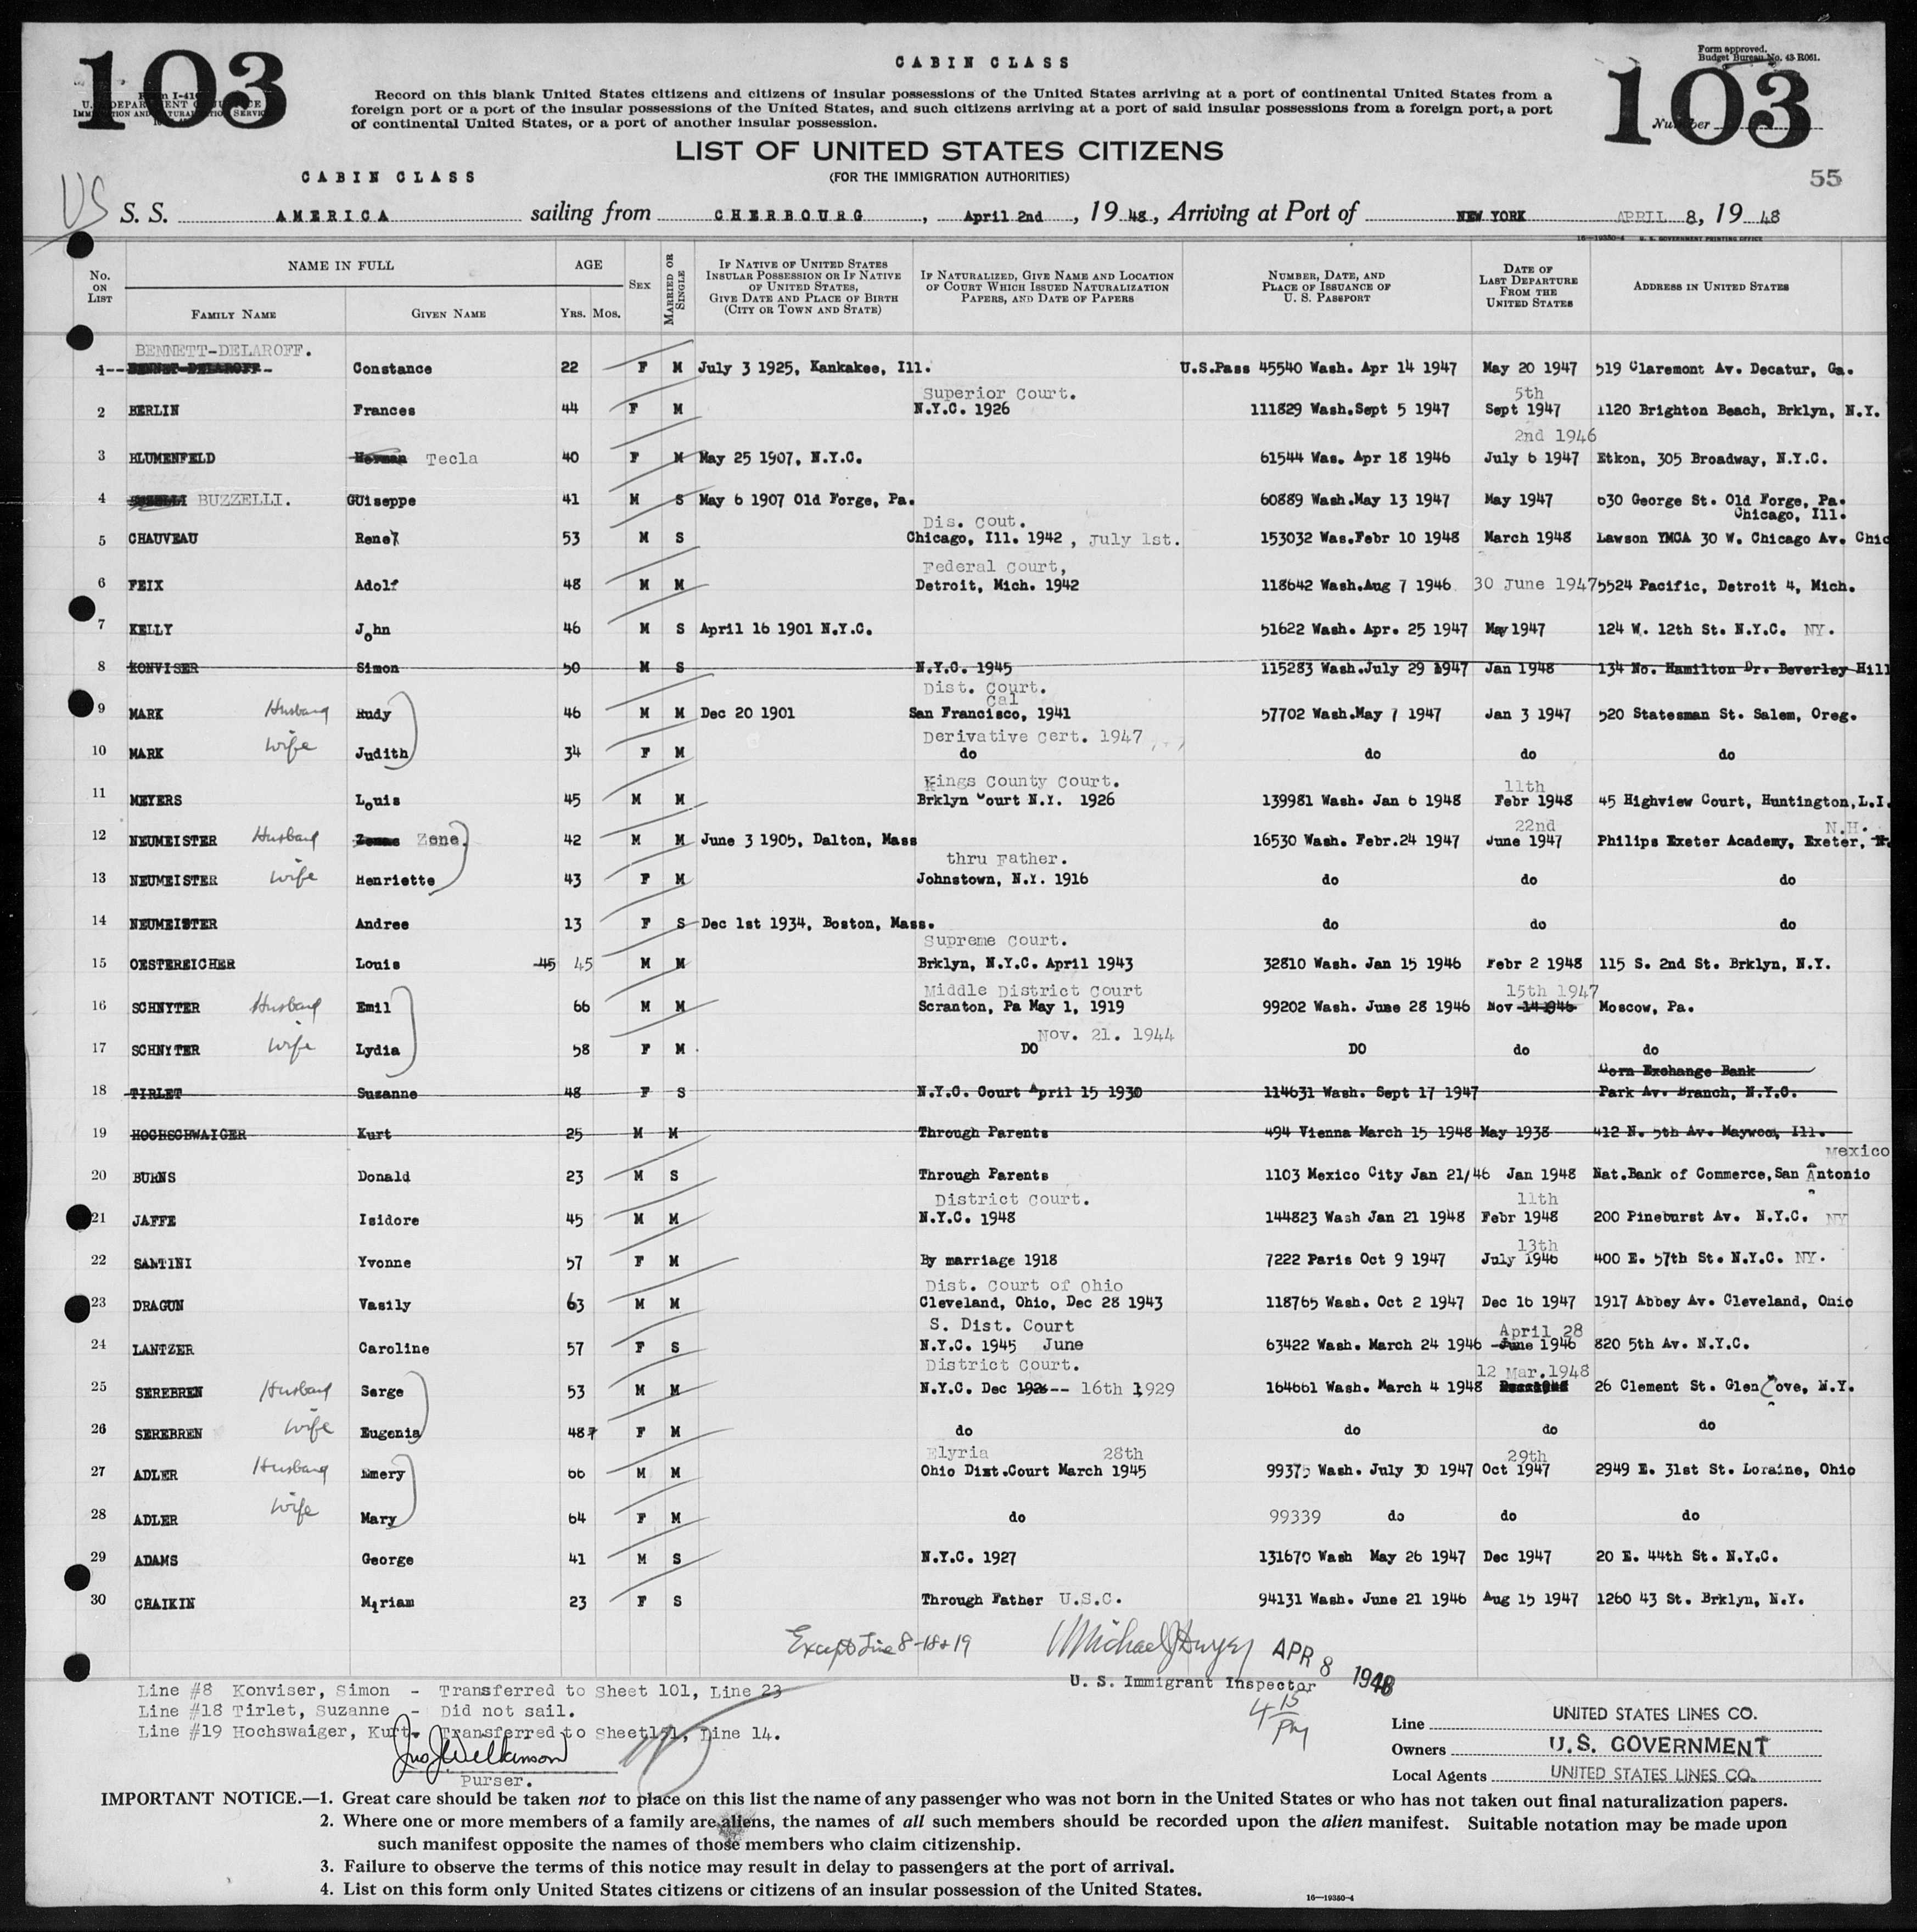 103
CABIN CLASS
Form approved.
Budget Bureau No. 43-R061.
103
U. S. DEPARTMENT OF JUSTICE
IMMIGRATION AND NATURALIZATION SERVICE
Number
Record on this blank United States citizens and citizens of insular possessions of the United States arriving at a port of continental United States from a
foreign port or a port of the insular possessions of the United States, and such citizens arriving at a port of said insular possessions from a foreign port, a port
of continental United States, or a port of another insular possession.
LIST OF UNITED STATES CITIZENS
(FOR THE IMMIGRATION AUTHORITIES)
CABIN CLASS
55
US S. S. AMERICA sailing from CHERBOURG, April 2nd, 19 48, Arriving at Port of NEW YORK APRIL 8, 19 48
16—19350-4 U. S. GOVERNMENT PRINTING OFFICE
No. ON LIST NAME IN FULL FAMILY NAME GIVEN NAME AGE YRS. MOS. SEX MARRIED OR SINGLE IF NATIVE OF UNITED STATES INSULAR POSSESSION OR IF NATIVE OF UNITED STATES, GIVE DATE AND PLACE OF BIRTH (CITY OR TOWN AND STATE) IF NATURALIZED, GIVE NAME AND LOCATION OF COURT WHICH ISSUED NATURALIZATION PAPERS, AND DATE OF PAPERS NUMBER, DATE, AND PLACE OF ISSUANCE OF U. S. PASSPORT DATE OF LAST DEPARTURE FROM THE UNITED STATES ADDRESS IN UNITED STATES
BENNETT-DELAROFF.
1 BENNET-DELAROFF Constance 22 F M July 3 1925, Kankakee, Ill. U.S.Pass 45540 Wash. Apr 14 1947 May 20 1947 519 Claremont Av. Decatur, Ga.
Superior Court. 5th
2 BERLIN Frances 44 F M N.Y.C. 1926 111829 Wash.Sept 5 1947 Sept 1947 1120 Brighton Beach, Brklyn, N.Y.
2nd 1946
3 BLUMENFELD Herman Tecla 40 F M May 25 1907, N.Y.C. 61544 Was. Apr 18 1946 July 6 1947 Etkon, 305 Broadway, N.Y.C.
4 BUZZELLI. GUiseppe 41 M S May 6 1907 Old Forge, Pa. 60889 Wash.May 13 1947 May 1947 630 George St. Old Forge, Pa.
Dis. Cout. Chicago, Ill.
5 CHAUVEAU Rene 53 M S Chicago, Ill. 1942, July 1st. 153032 Was.Febr 10 1948 March 1948 Lawson YMCA 30 W. Chicago Av. Chic
Federal Court,
6 FEIX Adolf 48 M M Detroit, Mich. 1942 118642 Wash.Aug 7 1946 30 June 1947 5524 Pacific, Detroit 4, Mich.
7 KELLY John 46 M S April 16 1901 N.Y.C. 51622 Wash. Apr. 25 1947 May 1947 124 W. 12th St. N.Y.C. NY.
8 KONVISER Simon 50 M S N.Y.C. 1945 115283 Wash.July 29 1947 Jan 1948 134 No. Hamilton Dr. Beverley Hill
Dist. Court.
Cal
9 MARK Husband Rudy 46 M M Dec 20 1901 San Francisco, 1941 57702 Wash.May 7 1947 Jan 3 1947 520 Statesman St. Salem, Oreg.
Derivative Cert. 1947
10 MARK Wife Judith 34 F M do do do do
Kings County Court. 11th
11 MEYERS Louis 45 M M Brklyn Court N.Y. 1926 139981 Wash. Jan 6 1948 Febr 1948 45 Highview Court, Huntington,L.I.
22nd N.H.
12 NEUMEISTER Husband Zene 42 M M June 3 1905, Dalton, Mass 16530 Wash. Febr.24 1947 June 1947 Philips Exeter Academy, Exeter, N.
thru Father.
13 NEUMEISTER Wife Henriette 43 F M Johnstown, N.Y. 1916 do do do
14 NEUMEISTER Andree 13 F S Dec 1st 1934, Boston, Mass. do do do
Supreme Court.
15 OESTEREICHER Louis 45 45 M M Brklyn, N.Y.C. April 1943 32810 Wash. Jan 15 1946 Febr 2 1948 115 S. 2nd St. Brklyn, N.Y.
Middle District Court 15th 1947
16 SCHNYTER Husband Emil 66 M M Scranton, Pa May 1, 1919 99202 Wash. June 28 1946 Nov 14 1946 Moscow, Pa.
Nov. 21. 1944
17 SCHNYTER Wife Lydia 58 F M DO DO do do
Corn Exchange Bank
18 TIRLET Suzanne 48 F S N.Y.C. Court April 15 1930 114631 Wash. Sept 17 1947 Park Av. Branch, N.Y.C.
19 HOCHSCHWAIGER Kurt 25 M M Through Parents 494 Vienna March 15 1948 May 1938 412 N. 5th Av. Maywood, Ill.
Mexico
20 BURNS Donald 23 M S Through Parents 1103 Mexico City Jan 21/46 Jan 1948 Nat.Bank of Commerce,San Antonio
District Court. 11th
21 JAFFE Isidore 45 M M N.Y.C. 1948 144823 Wash Jan 21 1948 Febr 1948 200 Pineburst Av. N.Y.C. NY
13th
22 SANTINI Yvonne 57 F M By marriage 1918 7222 Paris Oct 9 1947 July 1946 400 E. 57th St. N.Y.C. NY.
Dist. Court of Ohio
23 DRAGUN Vasily 63 M M Cleveland, Ohio, Dec 28 1943 118765 Wash. Oct 2 1947 Dec 16 1947 1917 Abbey Av. Cleveland, Ohio
S. Dist. Court April 28
24 LANTZER Caroline 57 F S N.Y.C. 1945 June 63422 Wash. March 24 1946 June 1946 820 5th Av. N.Y.C.
District Court. 12 Mar.1948
25 SEREBREN Husband Serge 53 M M N.Y.C. Dec 1926-- 16th 1929 164661 Wash. March 4 1948 26 Clement St. Glen Cove, N.Y.
26 SEREBREN Wife Eugenia 48 F M do do do do
Elyria 28th 29th
27 ADLER Husband Emery 66 M M Ohio Dist.Court March 1945 99375 Wash. July 30 1947 Oct 1947 2949 E. 31st St. Loraine, Ohio
28 ADLER Wife Mary 64 F M do 99339 do do do
29 ADAMS George 41 M S N.Y.C. 1927 131670 Wash May 26 1947 Dec 1947 20 E. 44th St. N.Y.C.
30 CHAIKIN Miriam 23 F S Through Father U.S.C. 94131 Wash. June 21 1946 Aug 15 1947 1260 43 St. Brklyn, N.Y.
Except Line 8-18 & 19 Michael J Dwyer APR 8 1948
U. S. Immigrant Inspector
4 15 PM
Line #8 Konviser, Simon - Transferred to Sheet 101, Line 23
Line #18 Tirlet, Suzanne - Did not sail.
Line #19 Hochswaiger, Kurt- Transferred to Sheet151, Line 14.
Jno J. Wilkinson
Purser.
Line UNITED STATES LINES CO.
Owners U.S. GOVERNMENT
Local Agents UNITED STATES LINES CO.
IMPORTANT NOTICE.—1. Great care should be taken not to place on this list the name of any passenger who was not born in the United States or who has not taken out final naturalization papers.
2. Where one or more members of a family are aliens, the names of all such members should be recorded upon the alien manifest. Suitable notation may be made upon
such manifest opposite the names of those members who claim citizenship.
3. Failure to observe the terms of this notice may result in delay to passengers at the port of arrival.
4. List on this form only United States citizens or citizens of an insular possession of the United States.
16—19350-4